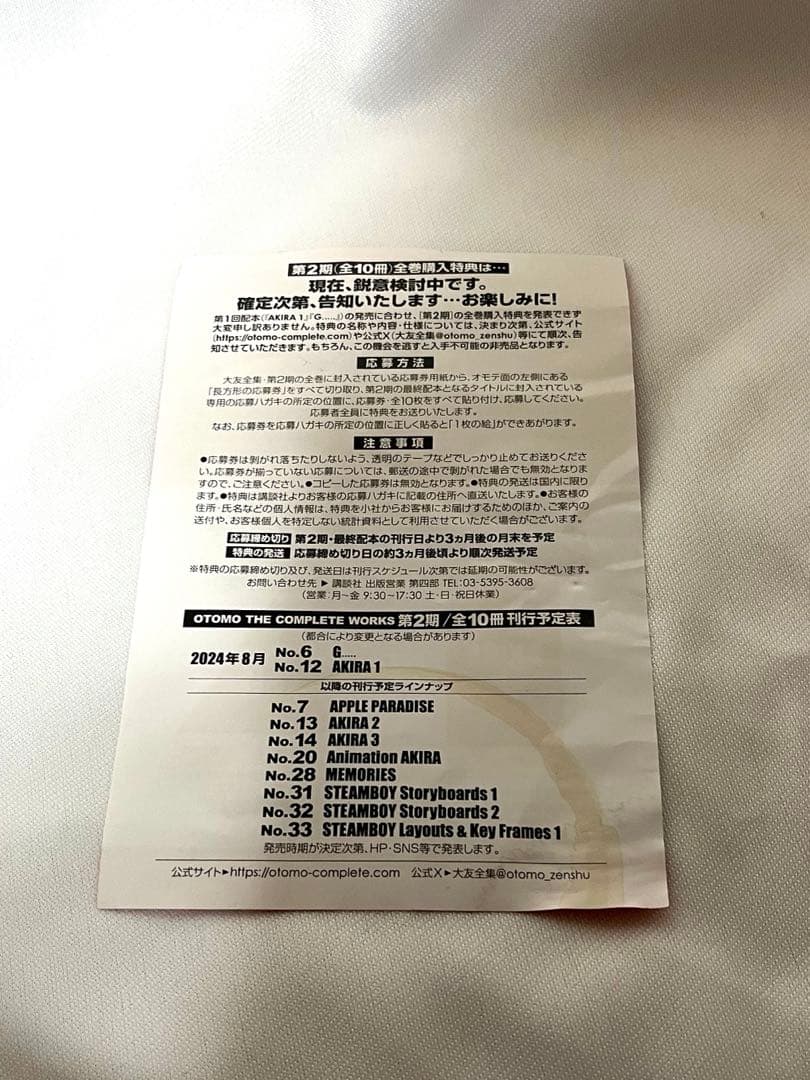 第2期(全10冊)全巻購入特典は…
現在、鋭意検討中です。
確定次第、告知いたします…お楽しみに!
第1回配本(『AKIRA 1』『G…..』)の発売に合わせ、[第2期]の全巻購入特典を発表できず
大変申し訳ありません。特典の名称や内容・仕様については、決まり次第、公式サイト
(https://otomo-complete.com)や公式X(大友全集@otomo_zenshu)等にて順次、告
知させていただきます。もちろん、この機会を逃すと入手不可能の非売品となります。
応募方法
大友全集・第2期の全巻に封入されている応募券用紙から、オモテ面の左側にある
「長方形の応募券」をすべて切り取り、第2期の最終配本となるタイトルに封入されている
専用の応募ハガキの所定の位置に、応募券・全10枚をすべて貼り付け、応募してください。
応募者全員に特典をお送りいたします。
なお、応募券を応募ハガキの所定の位置に正しく貼ると「1枚の絵」ができあがります。
注意事項
●応募券は剥がれ落ちたりしないよう、透明のテープなどでしっかり止めてお送りくださ
い。応募券が揃っていない応募については、郵送の途中で剥がれた場合でも無効となりま
すので、ご注意ください。●コピーした応募券は無効となります。●特典の発送は国内に限り
ます。●特典は講談社よりお客様の応募ハガキに記載の住所へ直送いたします。●お客様の
住所・氏名などの個人情報は、特典を小社からお客様にお届けするためのほか、ご案内の
送付や、お客様個人を特定しない統計資料として利用させていただく場合がございます。
応募締め切り 第2期・最終配本の刊行日より3ヵ月後の月末を予定
特典の発送 応募締め切り日の約3ヵ月後頃より順次発送予定
※特典の応募締め切り及び、発送日は刊行スケジュール次第では延期の可能性がございます。
お問い合わせ先▶講談社 出版営業 第四部 TEL:03-5395-3608
(営業:月~金 9:30~17:30 土・日・祝日休業)
OTOMO THE COMPLETE WORKS 第2期/全10冊 刊行予定表
(都合により変更となる場合があります)
2024年8月 No.6 G…..
No.12 AKIRA 1
以降の刊行予定ラインナップ
No.7 APPLE PARADISE
No.13 AKIRA 2
No.14 AKIRA 3
No.20 Animation AKIRA
No.28 MEMORIES
No.31 STEAMBOY Storyboards 1
No.32 STEAMBOY Storyboards 2
No.33 STEAMBOY Layouts & Key Frames 1
発売時期が決定次第、HP・SNS等で発表します。
公式サイト▶https://otomo-complete.com 公式X▶大友全集@otomo_zenshu